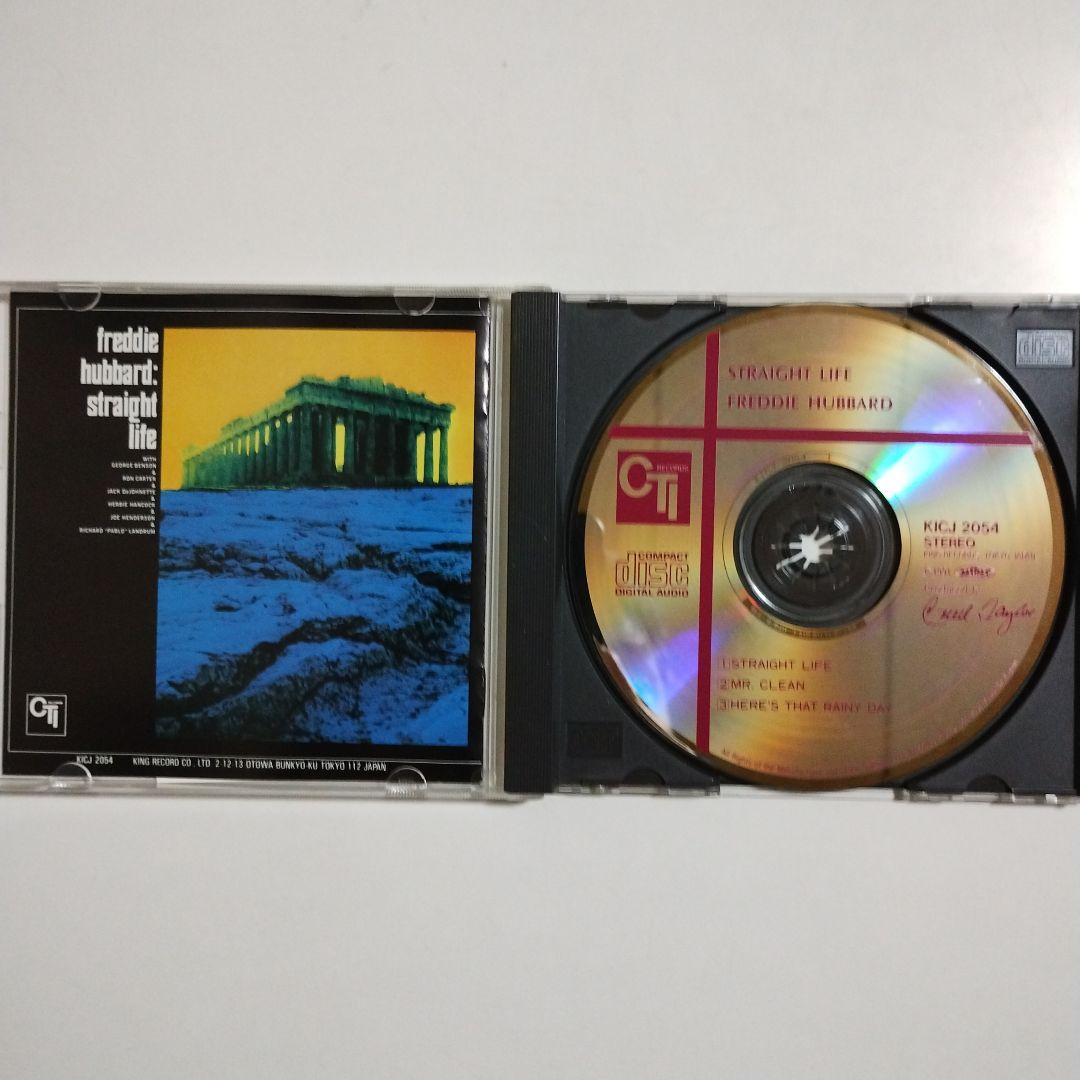 freddie
hubbard:
straight
life
WITH
GEORGE BENSON
&
RON CARTER
&
JACK DeJOHNETTE
&
HERBIE HANCOCK
&
JOE HENDERSON
&
RICHARD "PABLO" LANDRUM
CTI
KICJ 2054 KING RECORD CO., LTD 2-12-13 OTOWA BUNKYO-KU TOKYO 112 JAPAN
disc
STRAIGHT LIFE
FREDDIE HUBBARD
RECORDS
CTI
COMPACT
disc
DIGITAL AUDIO
KICJ 2054
STEREO
Creed Taylor
1 STRAIGHT LIFE
2 MR. CLEAN
3 HERE'S THAT RAINY DAY